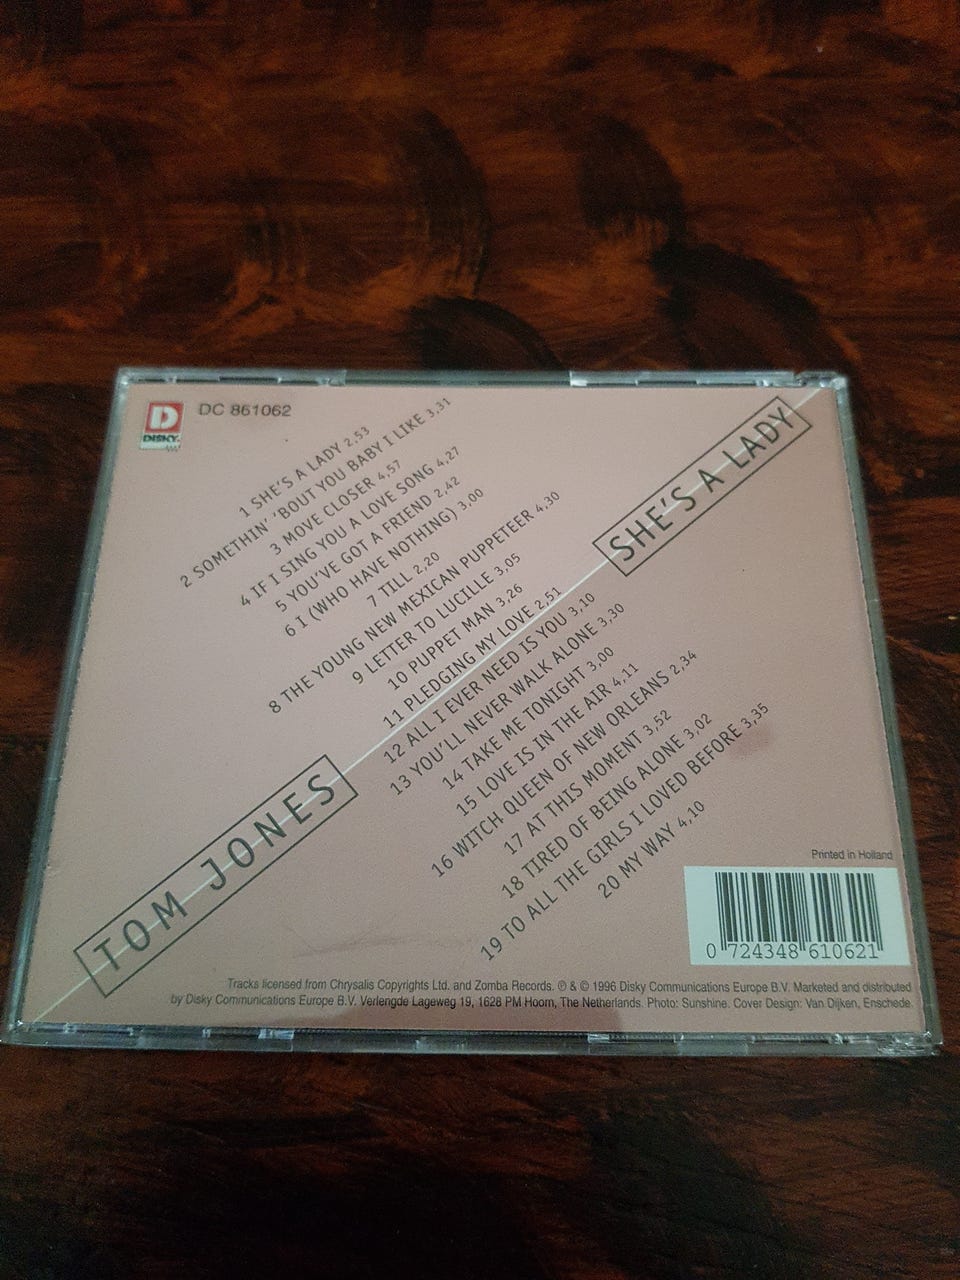 D
DISKY
DC 861062
1 SHE'S A LADY 2,53
2 SOMETHIN' 'BOUT YOU BABY I LIKE 3,31
3 MOVE CLOSER 4,57
4 IF I SING YOU A LOVE SONG 4,27
5 YOU'VE GOT A FRIEND 2,42
6 I (WHO HAVE NOTHING) 3,00
7 TILL 2,20
8 THE YOUNG NEW MEXICAN PUPPETEER 4,30
9 LETTER TO LUCILLE 3,05
10 PUPPET MAN 3,26
11 PLEDGING MY LOVE 2,51
12 ALL I EVER NEED IS YOU 3,10
13 YOU'LL NEVER WALK ALONE 3,30
14 TAKE ME TONIGHT 3,00
15 LOVE IS IN THE AIR 4,11
16 WITCH QUEEN OF NEW ORLEANS 2,34
17 AT THIS MOMENT 3,52
18 TIRED OF BEING ALONE 3,02
19 TO ALL THE GIRLS I LOVED BEFORE 3,35
20 MY WAY 4,10
TOM JONES
SHE'S A LADY
Printed in Holland
0 724348 610621
Tracks licensed from Chrysalis Copyrights Ltd. and Zomba Records. ℗ & © 1996 Disky Communications Europe B.V. Marketed and distributed
by Disky Communications Europe B.V. Verlengde Lageweg 19, 1628 PM Hoorn, The Netherlands. Photo: Sunshine. Cover Design: Van Dijken, Enschede.